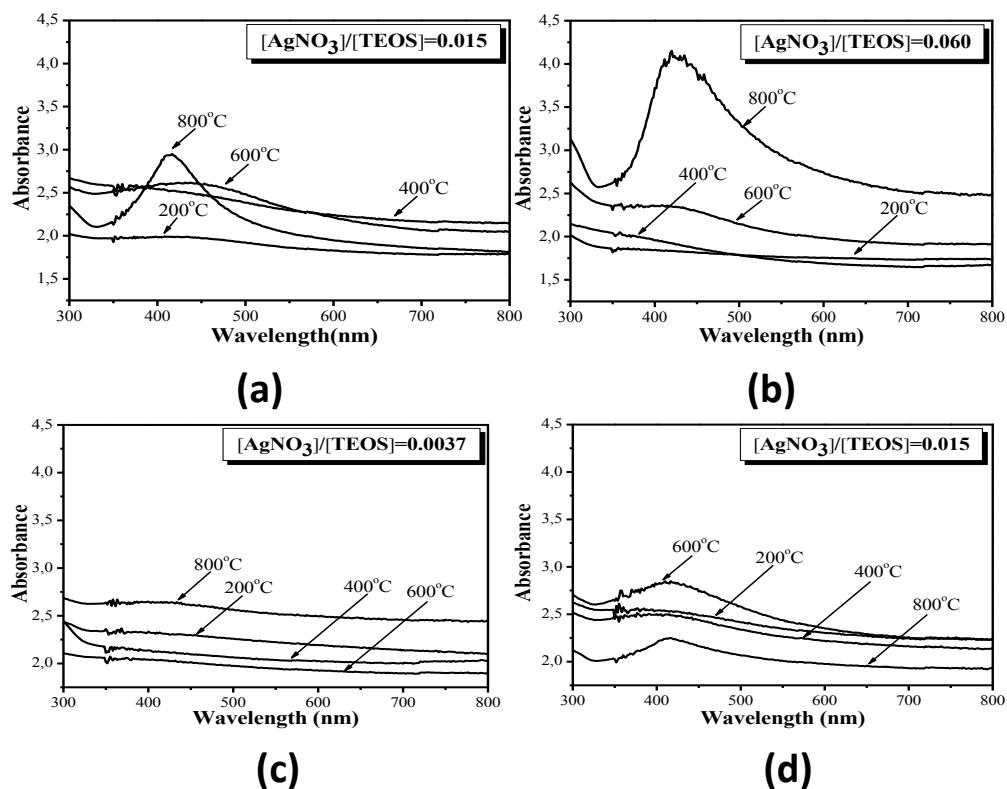 [AgNO3]/[TEOS]=0.015
4,5
4,0
3,5
3,0
2,5
2,0
1,5
Absorbance
800°C
600°C
400°C
200°C
300 400 500 600 700 800
Wavelength(nm)
(a)
[AgNO3]/[TEOS]=0.060
4,5
4,0
3,5
3,0
2,5
2,0
1,5
Absorbance
800°C
400°C
600°C
200°C
300 400 500 600 700 800
Wavelength (nm)
(b)
[AgNO3]/[TEOS]=0.0037
4,5
4,0
3,5
3,0
2,5
2,0
Absorbance
800°C
200°C
400°C
600°C
300 400 500 600 700 800
Wavelength (nm)
(c)
[AgNO3]/[TEOS]=0.015
4,5
4,0
3,5
3,0
2,5
2,0
Absorbance
600°C
200°C
400°C
800°C
300 400 500 600 700 800
Wavelength (nm)
(d)